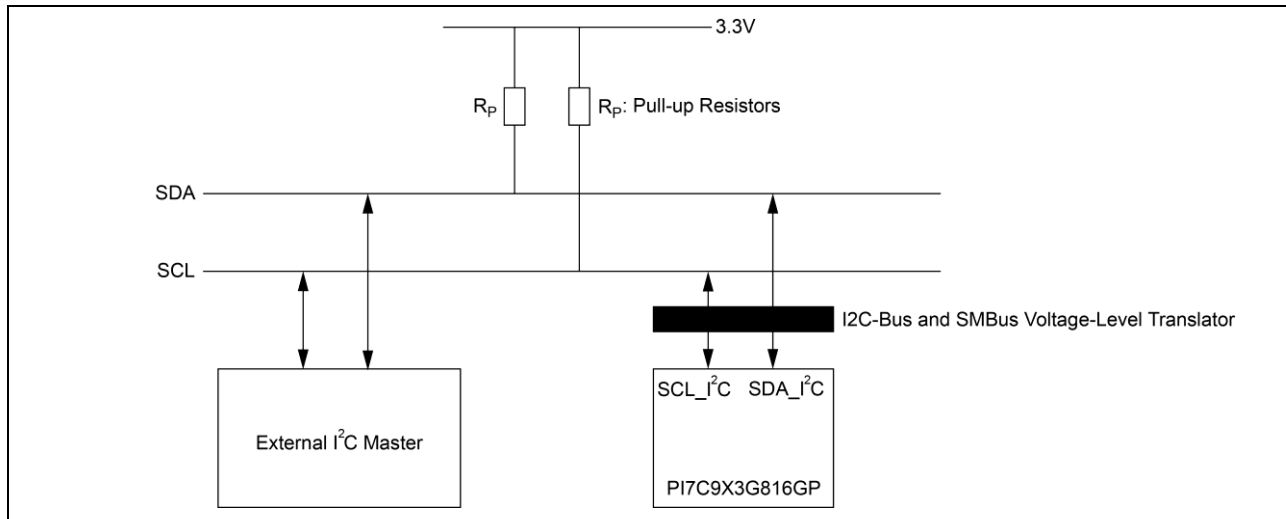 3.3V
R_P
R_P: Pull-up Resistors
SDA
SCL
I2C-Bus and SMBus Voltage-Level Translator
SCL_I²C SDA_I²C
External I²C Master
PI7C9X3G816GP